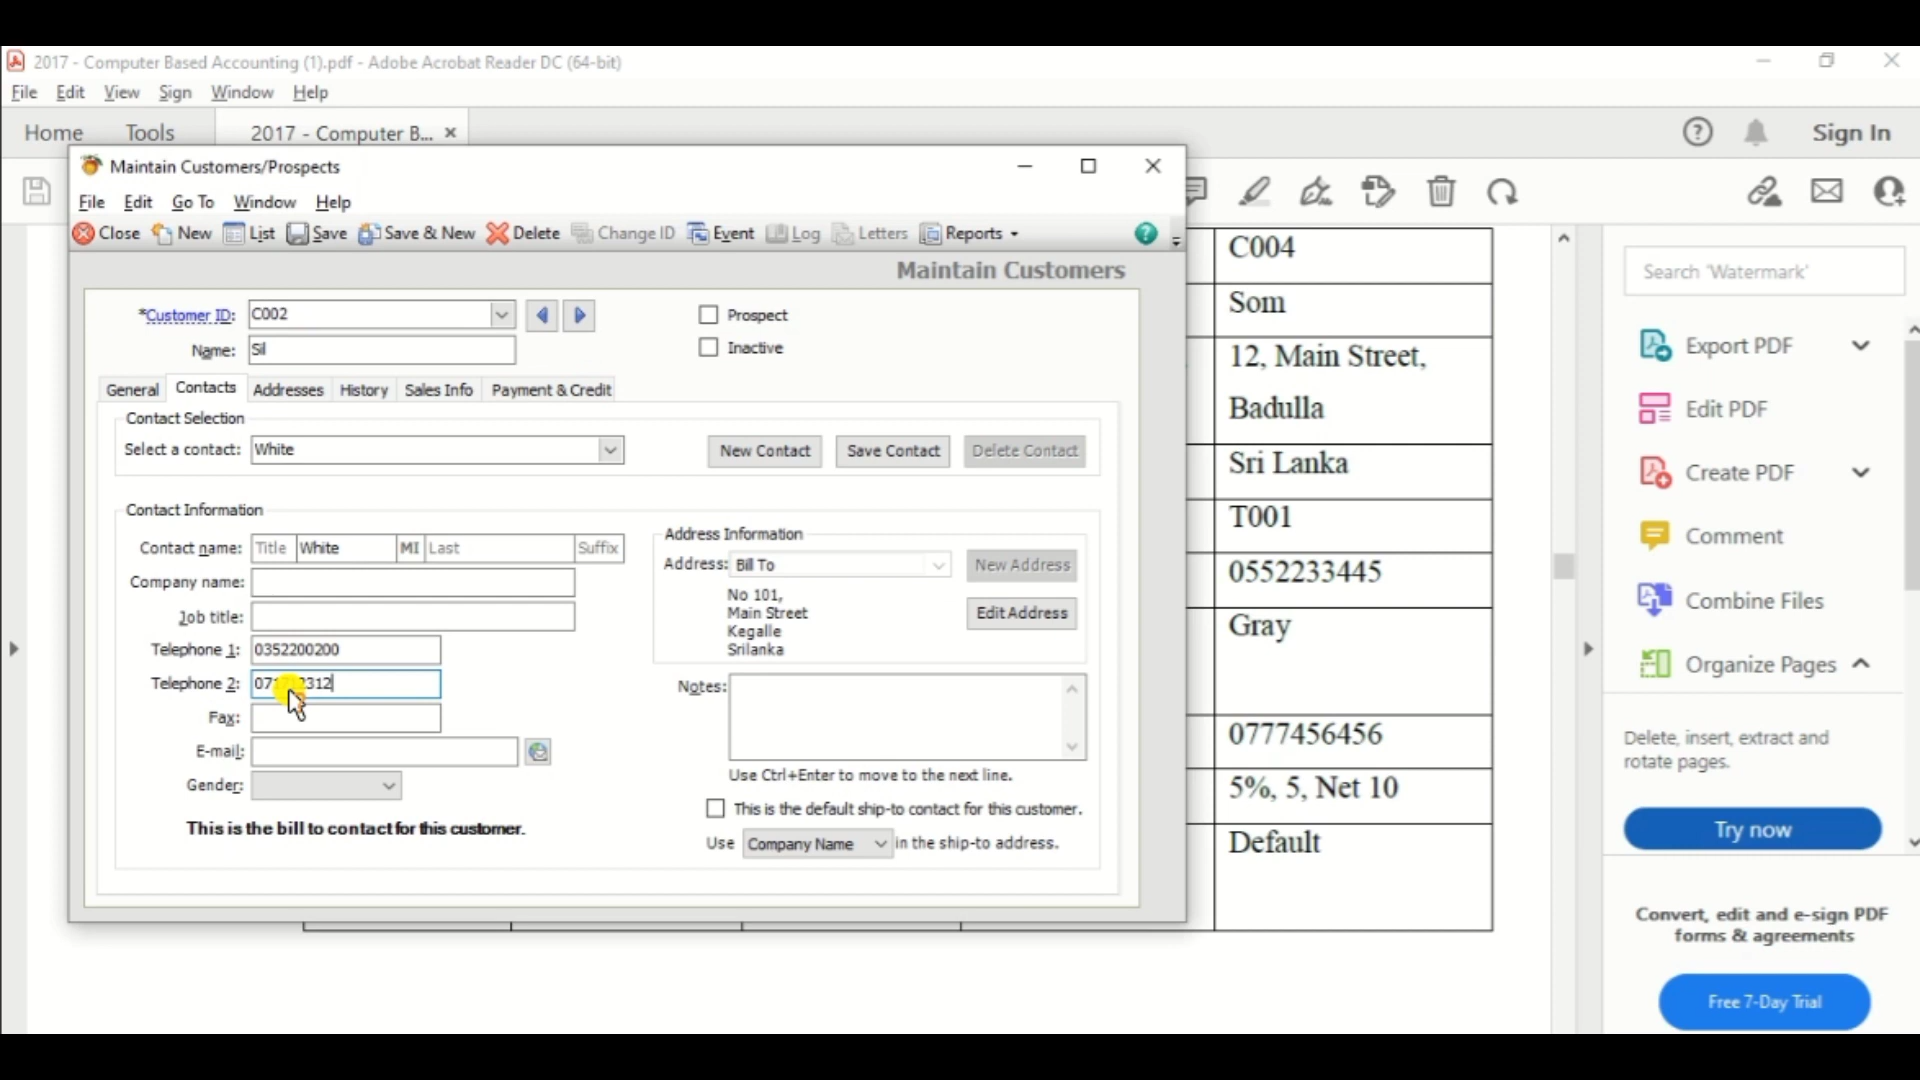 2017 - Computer Based Accounting (1).pdf - Adobe Acrobat Reader DC (64-bit)
File Edit View Sign Window Help
Home Tools 2017 - Computer B... Sign In
Maintain Customers/Prospects
File Edit Go To Window Help
Close New List Save Save & New Delete Change ID Event Log Letters Reports
Maintain Customers
*Customer ID: C002
Prospect
Name: Sil
Inactive
General Contacts Addresses History Sales Info Payment & Credit
Contact Selection
Select a contact: White
New Contact Save Contact Delete Contact
Contact Information
Contact name: Title White MI Last Suffix
Company name:
Job title:
Telephone 1: 0352200200
Telephone 2:
Fax:
E-mail:
Gender:
This is the bill to contact for this customer.
Address Information
Address: Bill To
New Address
No 101,
Main Street
Kegalle
Srilanka
Edit Address
Notes:
Use Ctrl+Enter to move to the next line.
This is the default ship-to contact for this customer.
Use Company Name in the ship-to address.
C004
Som
12, Main Street,
Badulla
Sri Lanka
T001
0552233445
Gray
0777456456
5%, 5, Net 10
Default
Search 'Watermark'
Export PDF
Edit PDF
Create PDF
Comment
Combine Files
Organize Pages
Delete, insert, extract and
rotate pages.
Try now
Convert, edit and e-sign PDF
forms & agreements
Free 7-Day Trial